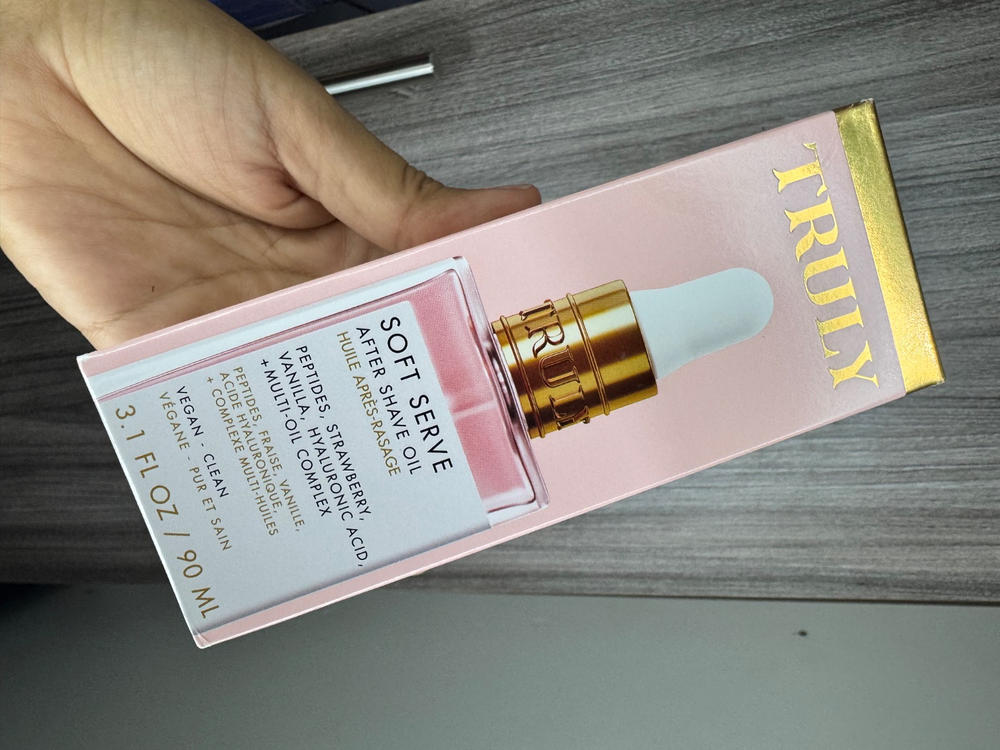 TRULY
TRULY
SOFT SERVE
AFTER SHAVE OIL
HUILE APRÈS-RASAGE
PEPTIDES, STRAWBERRY,
VANILLA, HYALURONIC ACID,
+MULTI-OIL COMPLEX
PEPTIDES, FRAISE, VANILLE,
ACIDE HYALURONIQUE,
+ COMPLEXE MULTI-HUILES
VEGAN - CLEAN
VÉGANE - PUR ET SAIN
3.1 FL OZ / 90 ML